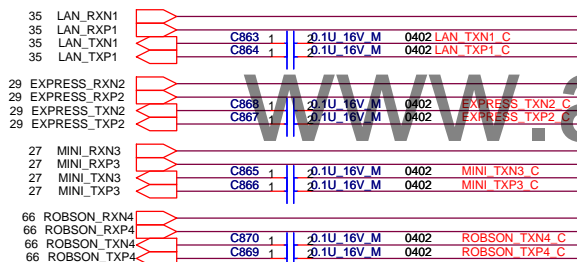 35 LAN_RXN1
35 LAN_RXP1
35 LAN_TXN1 C863 1 2 0.1U_16V_M 0402 LAN_TXN1_C
35 LAN_TXP1 C864 1 2 0.1U_16V_M 0402 LAN_TXP1_C
29 EXPRESS_RXN2
29 EXPRESS_RXP2
29 EXPRESS_TXN2 C868 1 2 0.1U_16V_M 0402 EXPRESS_TXN2_C
29 EXPRESS_TXP2 C867 1 2 0.1U_16V_M 0402 EXPRESS_TXP2_C
www.a
27 MINI_RXN3
27 MINI_RXP3
27 MINI_TXN3 C865 1 2 0.1U_16V_M 0402 MINI_TXN3_C
27 MINI_TXP3 C866 1 2 0.1U_16V_M 0402 MINI_TXP3_C
66 ROBSON_RXN4
66 ROBSON_RXP4
66 ROBSON_TXN4 C870 1 2 0.1U_16V_M 0402 ROBSON_TXN4_C
66 ROBSON_TXP4 C869 1 2 0.1U_16V_M 0402 ROBSON_TXP4_C